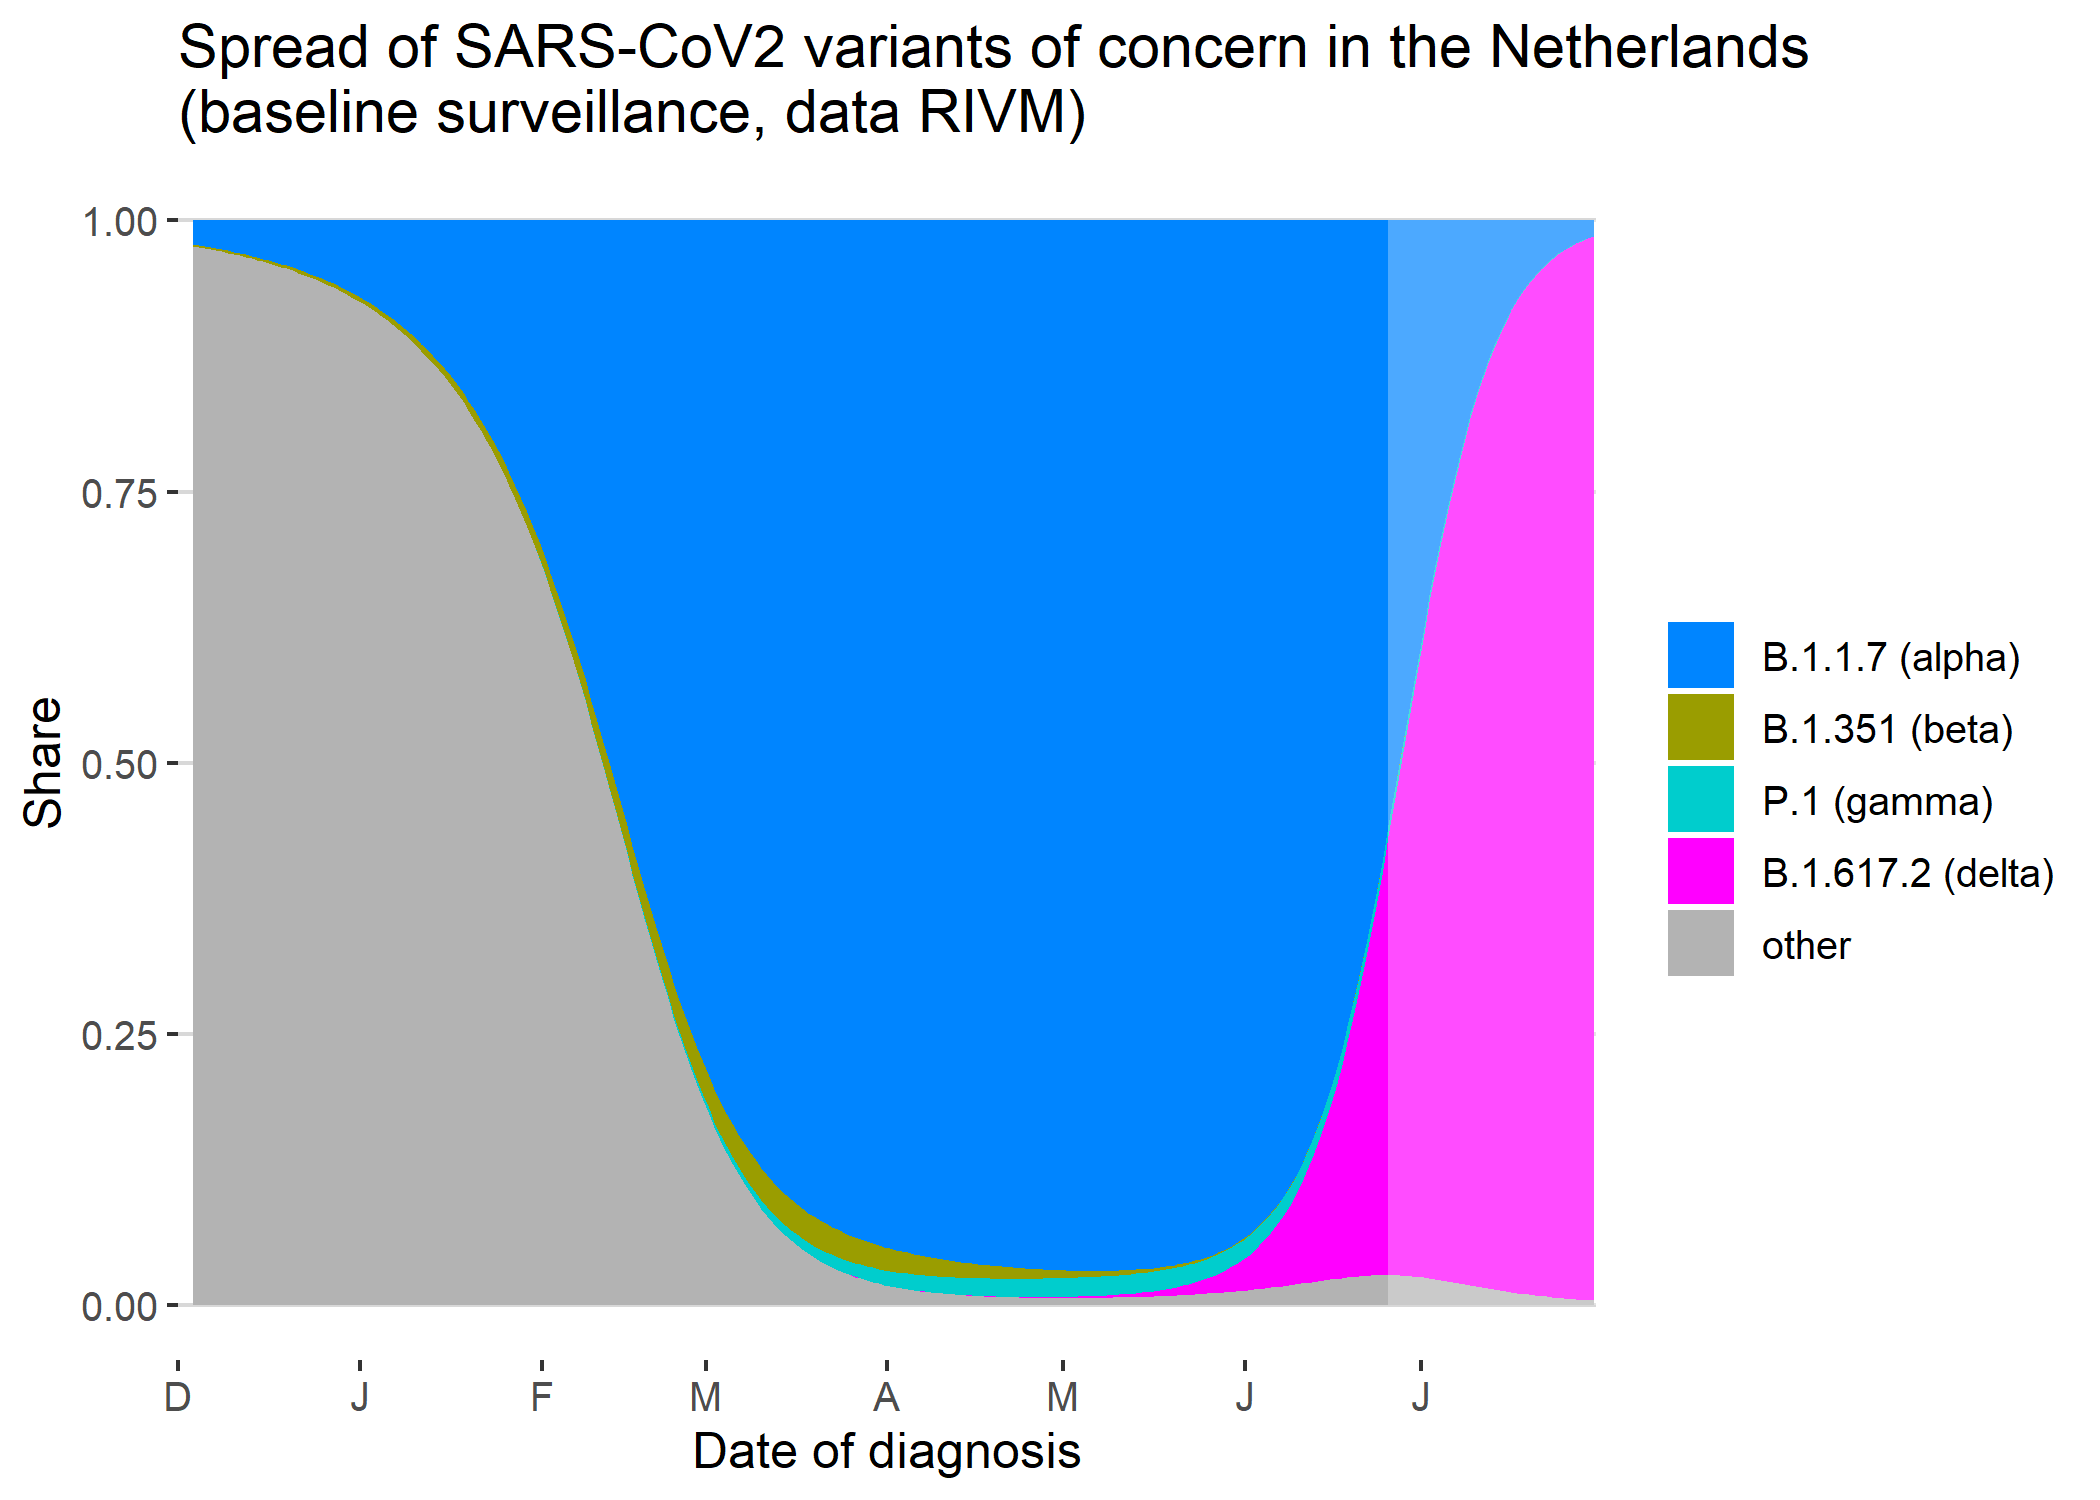 Spread of SARS-CoV2 variants of concern in the Netherlands
(baseline surveillance, data RIVM)
1.00
0.75
0.50
0.25
0.00
Share
D J F M A M J J
Date of diagnosis
B.1.1.7 (alpha)
B.1.351 (beta)
P.1 (gamma)
B.1.617.2 (delta)
other